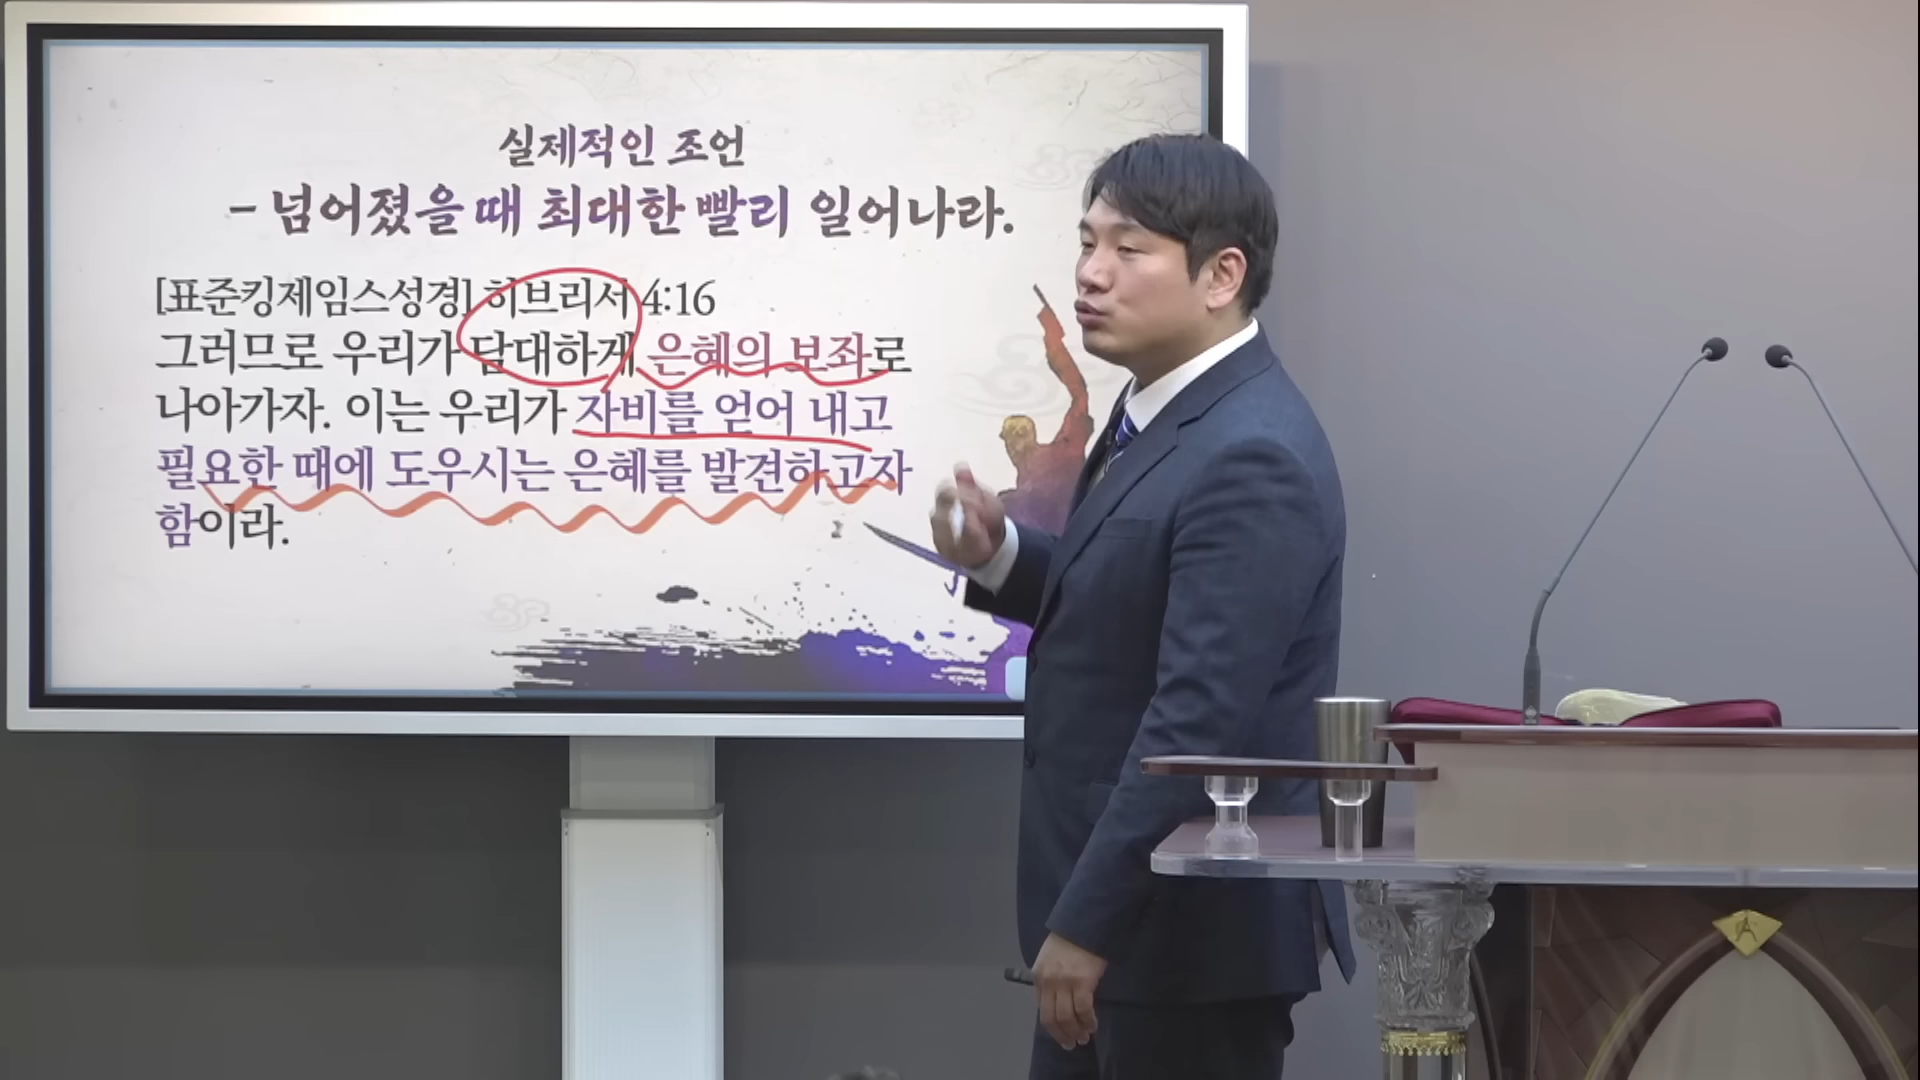 실제적인 조언
- 넘어졌을 때 최대한 빨리 일어나라.
[표준킹제임스성경] 히브리서 4:16
그러므로 우리가 담대하게 은혜의 보좌로
나아가자. 이는 우리가 자비를 얻어 내고
필요한 때에 도우시는 은혜를 발견하고자
함이라.
A